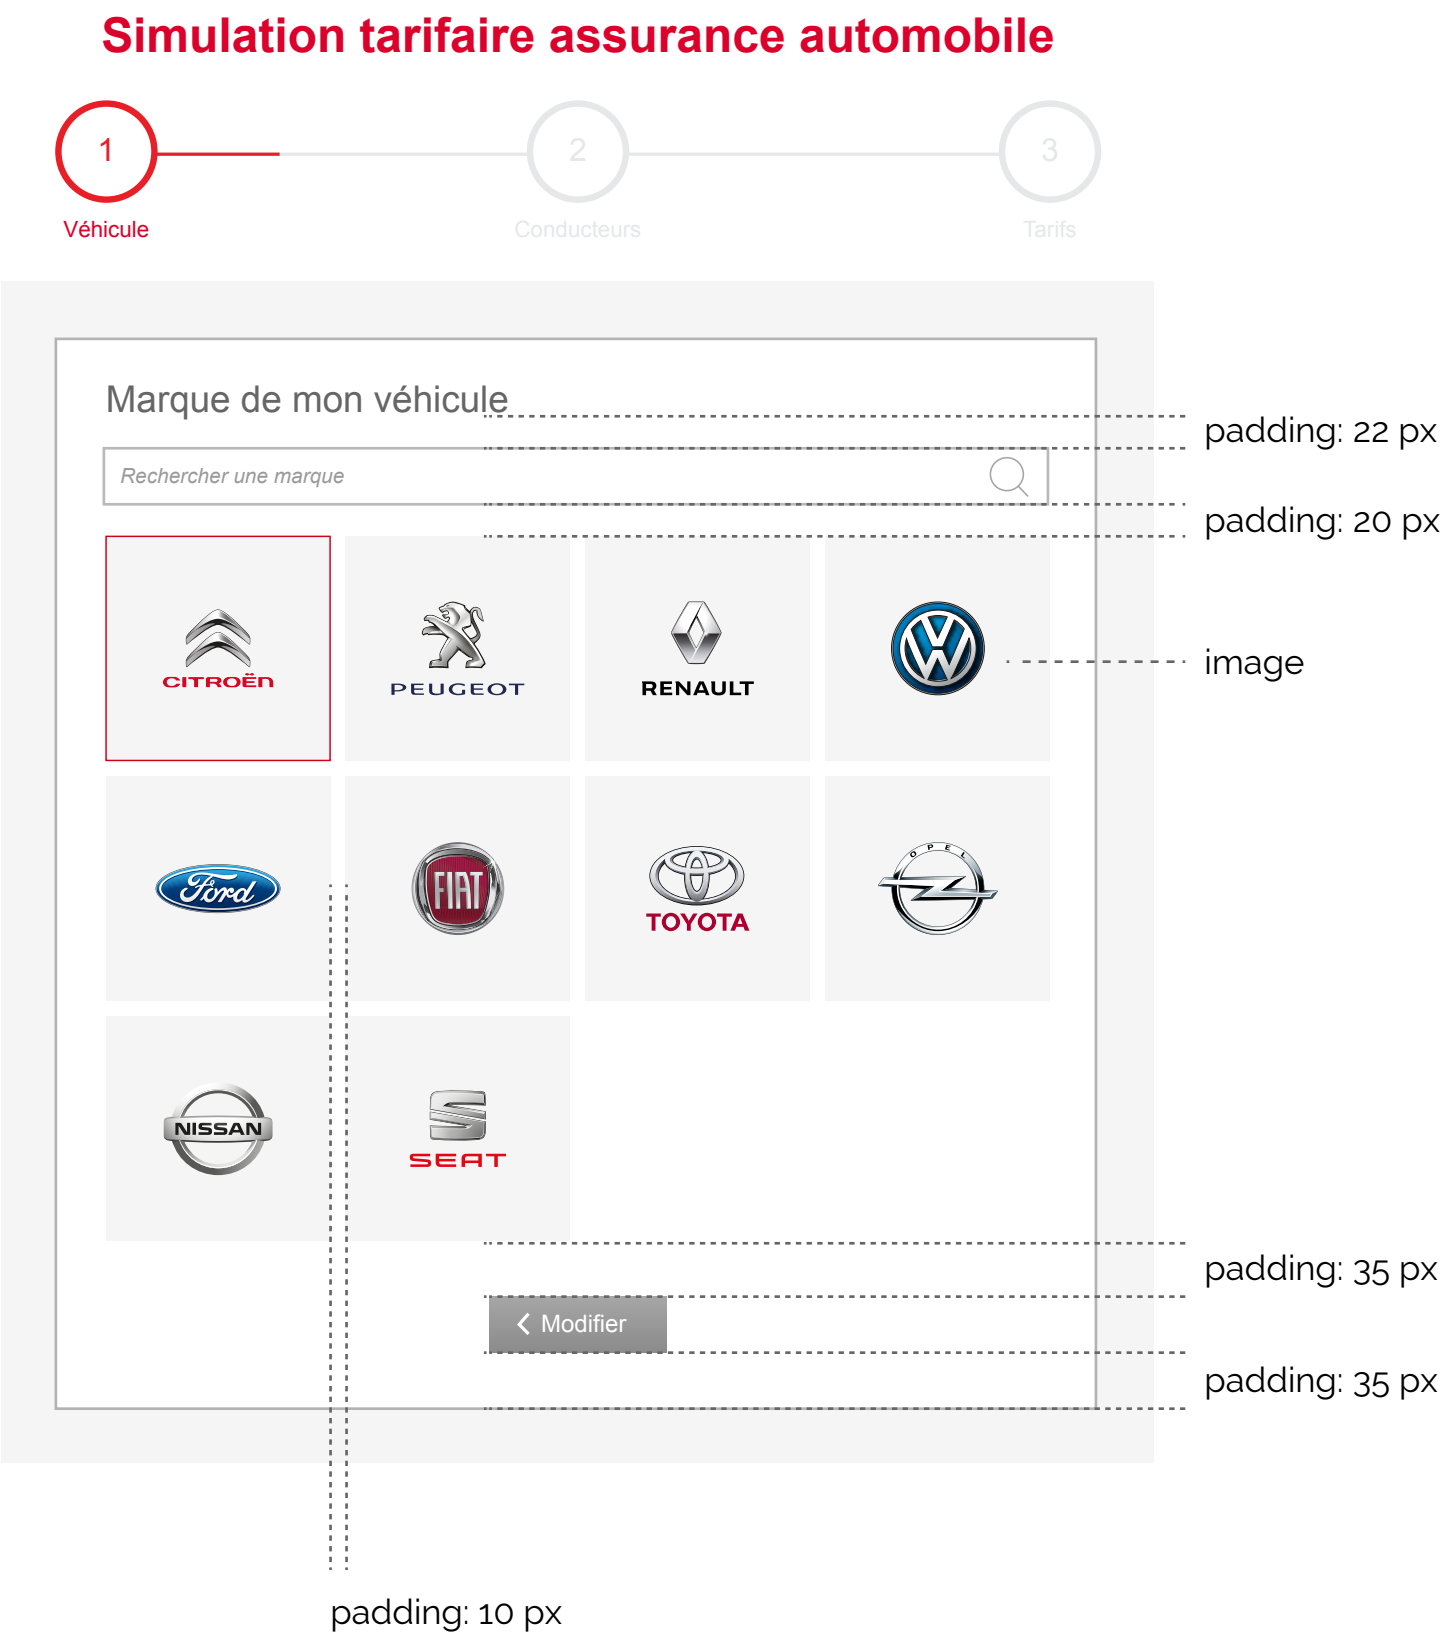 Simulation tarifaire assurance automobile
1
2
3
Véhicule
Conducteurs
Tarifs
Marque de mon véhicule
padding: 22 px
Rechercher une marque
padding: 20 px
CITROËN
PEUGEOT
RENAULT
image
Ford
FIAT
TOYOTA
OPEL
NISSAN
SEAT
padding: 35 px
Modifier
padding: 35 px
padding: 10 px